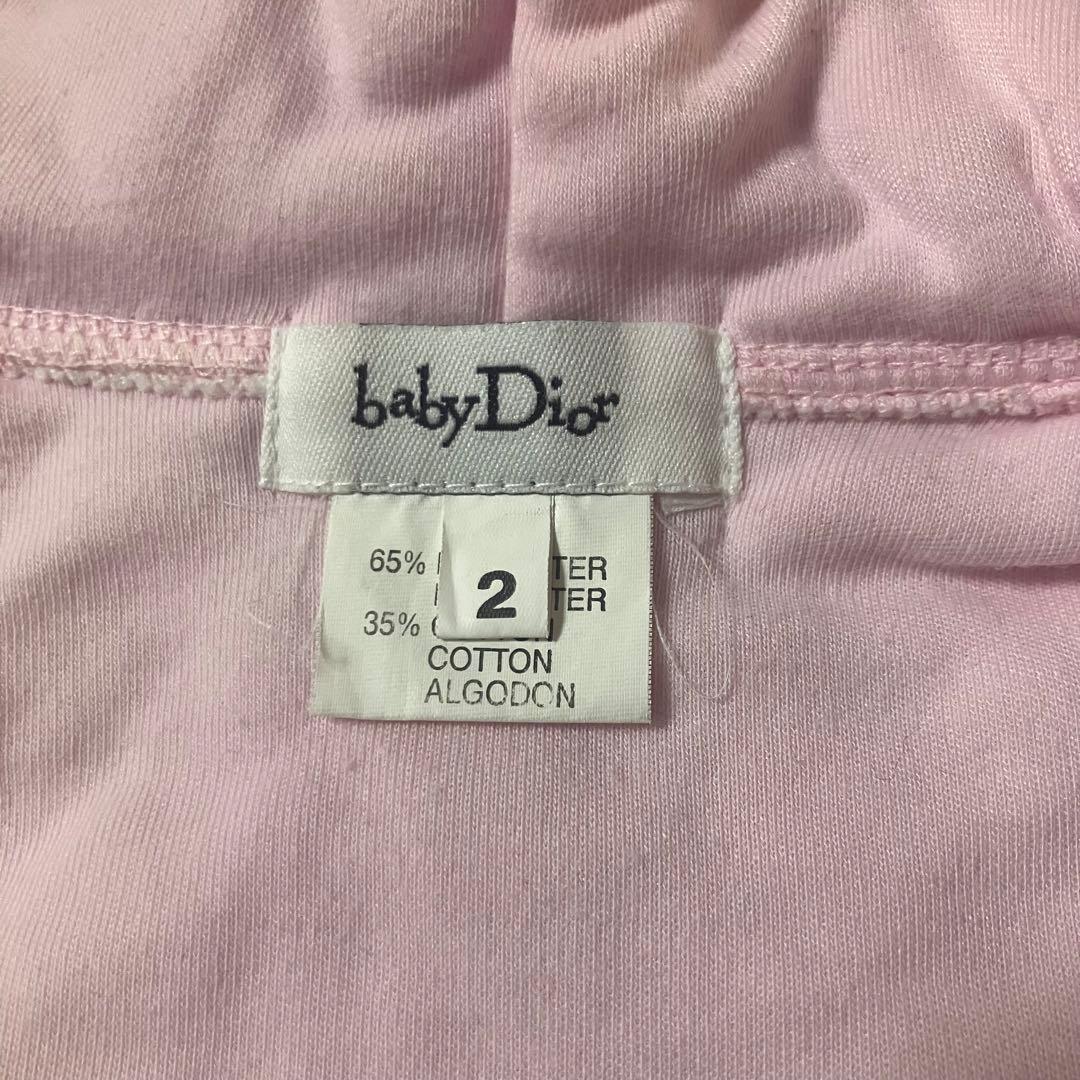 babyDior
65% TER
2 TER
35%
COTTON
ALGODON